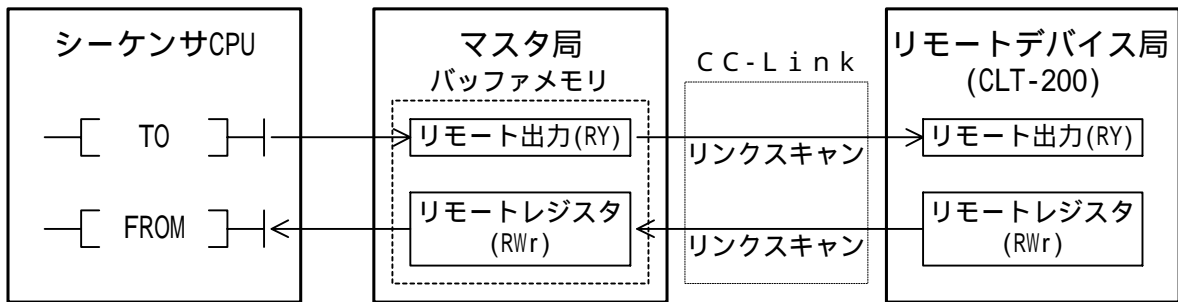 シーケンサCPU
TO
FROM
マスタ局
バッファメモリ
リモート出力(RY)
リモートレジスタ
(RWr)
CC-Link
リンクスキャン
リンクスキャン
リモートデバイス局
(CLT-200)
リモート出力(RY)
リモートレジスタ
(RWr)